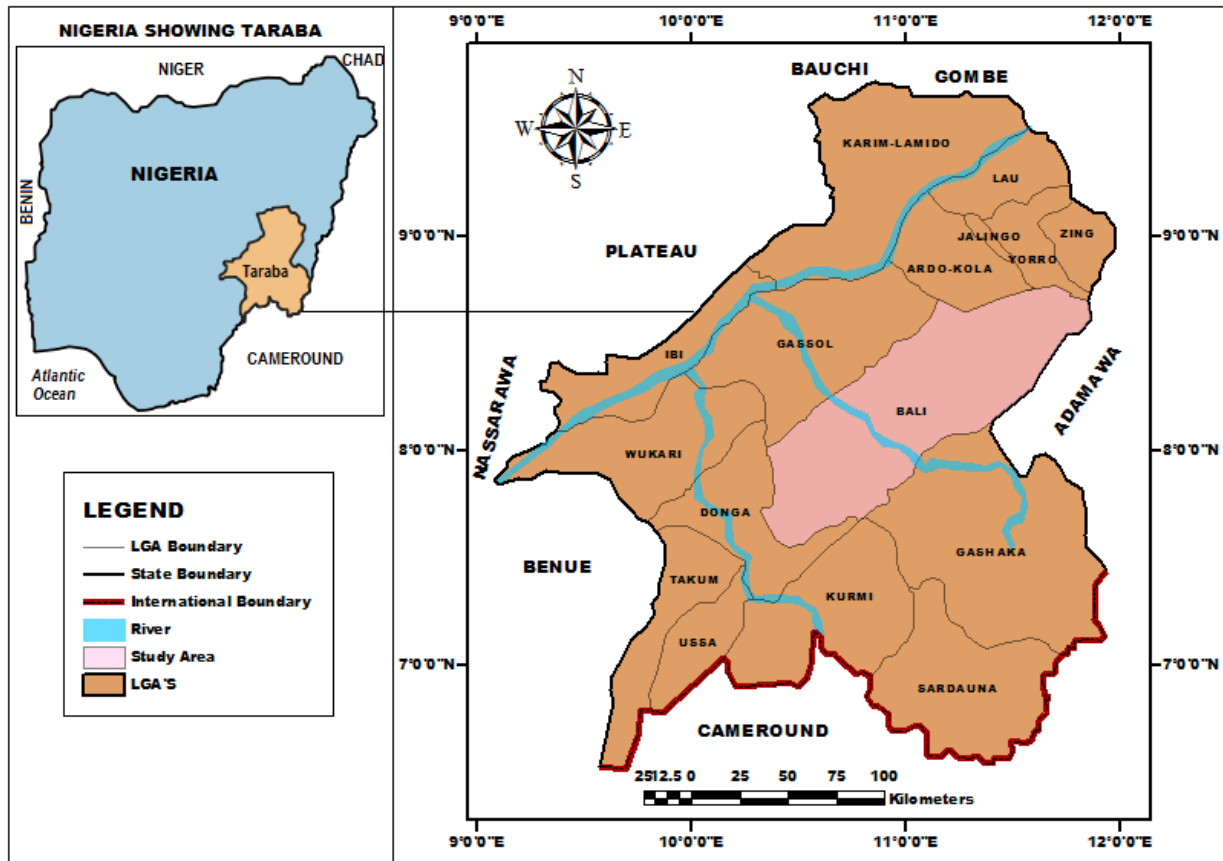 NIGERIA SHOWING TARABA
NIGER
CHAD
NIGERIA
BENIN
Taraba
CAMEROUND
Atlantic
Ocean
LEGEND
LGA Boundary
State Boundary
International Boundary
River
Study Area
LGA'S
9°0'0"E 10°0'0"E 11°0'0"E 12°0'0"E
BAUCHI
GOMBE
N
W E
S
KARIM-LAMIDO
LAU
9°0'0"N
JALINGO
ZING
9°0'0"N
PLATEAU
YORRO
ARDO-KOLA
GASSOL
IBI
NASSARAWA
ADAMAWA
BALI
8°0'0"N
WUKARI
8°0'0"N
DONGA
GASHAKA
BENUE
TAKUM
KURMI
USSA
7°0'0"N
7°0'0"N
SARDAUNA
CAMEROUND
25 12.5 0 25 50 75 100
Kilometers
9°0'0"E 10°0'0"E 11°0'0"E 12°0'0"E